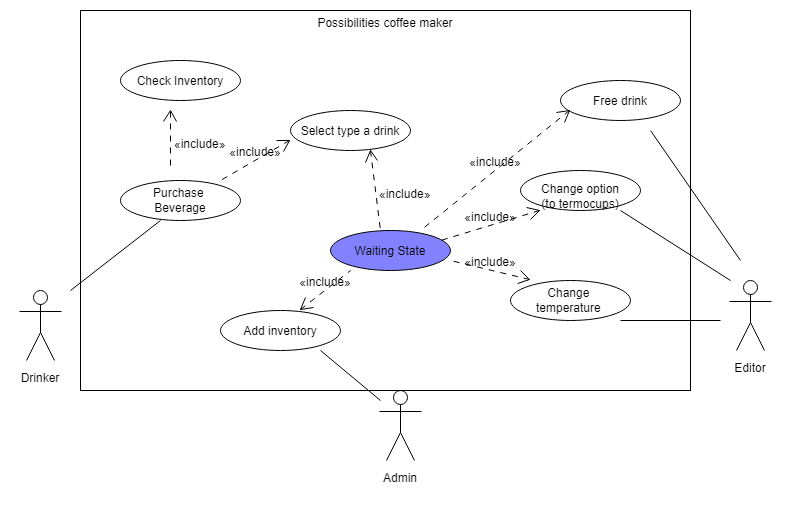 Possibilities coffee maker
Check Inventory
Free drink
Select type a drink
«include»
«include»
«include»
Purchase
Beverage
«include»
Change option
(to termocups)
«include»
Waiting State
«include»
«include»
Change
temperature
Add inventory
Drinker
Editor
Admin